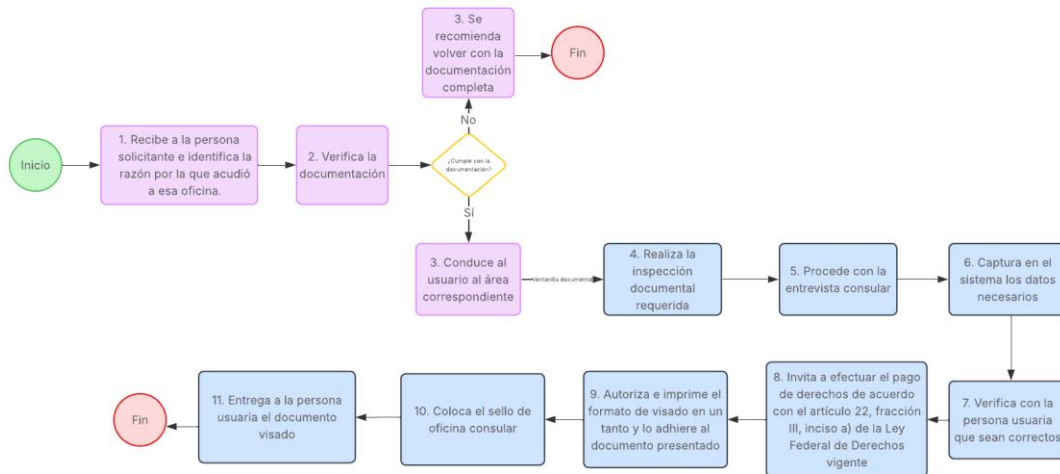 Inicio
1. Recibe a la persona
solicitante e identifica la
razón por la que acudió
a esa oficina.
2. Verifica la
documentación
¿Cumple con la
documentación?
No
3. Se
recomienda
volver con la
documentación
completa
Fin
Sí
3. Conduce al
usuario al área
correspondiente
Ventanilla documental
4. Realiza la
inspección
documental
requerida
5. Procede con la
entrevista consular
6. Captura en el
sistema los datos
necesarios
7. Verifica con la
persona usuaria
que sean correctos
8. Invita a efectuar el pago
de derechos de acuerdo
con el artículo 22, fracción
III, inciso a) de la Ley
Federal de Derechos
vigente
9. Autoriza e imprime el
formato de visado en un
tanto y lo adhiere al
documento presentado
10. Coloca el sello de
oficina consular
11. Entrega a la persona
usuaria el documento
visado
Fin